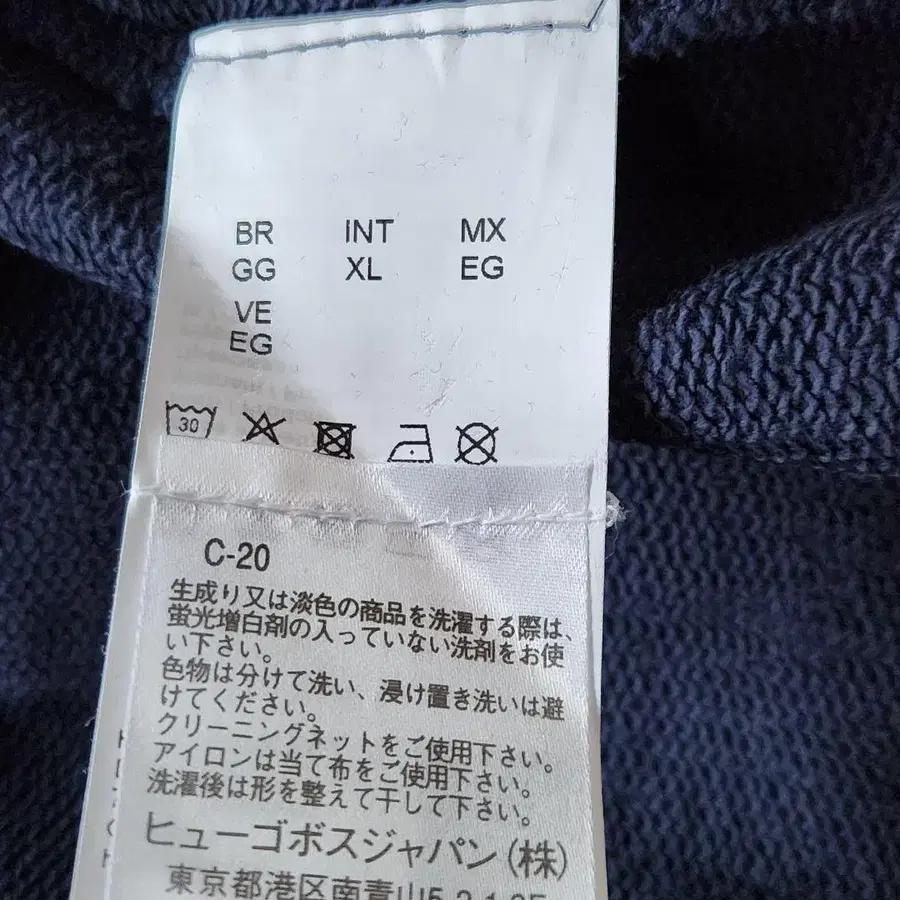 BR INT MX
GG XL EG
VE
EG
30
C-20
生成り又は淡色の商品を洗濯する際は、
蛍光増白剤の入っていない洗剤をお使
い下さい。
色物は分けて洗い、浸け置き洗いは避
けてください。
クリーニングネットをご使用下さい。
アイロンは当て布をご使用下さい。
洗濯後は形を整えて干して下さい。
ヒューゴボスジャパン(株)
東京都港区南青山5